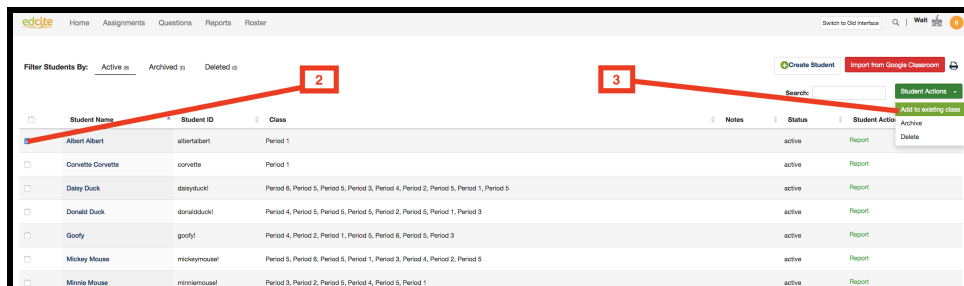 edcite Home Assignments Questions Reports Roster Switch to Old Interface Walt 0
Filter Students By: Active (8) Archived (0) Deleted (0) Create Student Import from Google Classroom
2 3
Search: Student Actions
Add to existing class
Student Name Student ID Class Notes Status Student Actio
Archive
Delete
Albert Albert albertalbert Period 1 active Report
Corvette Corvette corvette Period 1 active Report
Daisy Duck daisyduck! Period 6, Period 5, Period 5, Period 3, Period 4, Period 2, Period 5, Period 1, Period 5 active Report
Donald Duck donaldduck! Period 4, Period 5, Period 5, Period 5, Period 2, Period 5, Period 1, Period 3 active Report
Goofy goofy! Period 4, Period 2, Period 1, Period 5, Period 6, Period 5, Period 3 active Report
Mickey Mouse mickeymouse! Period 5, Period 6, Period 5, Period 1, Period 3, Period 4, Period 2, Period 5 active Report
Minnie Mouse minniemouse! Period 3, Period 2, Period 5, Period 4, Period 5, Period 1 active Report